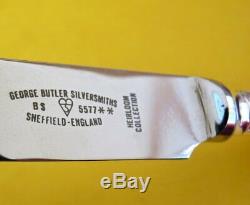 GEORGE BUTLER SILVERSMITHS
BS 5577**
SHEFFIELD-ENGLAND
HEIRLOOM
COLLECTION
ebay